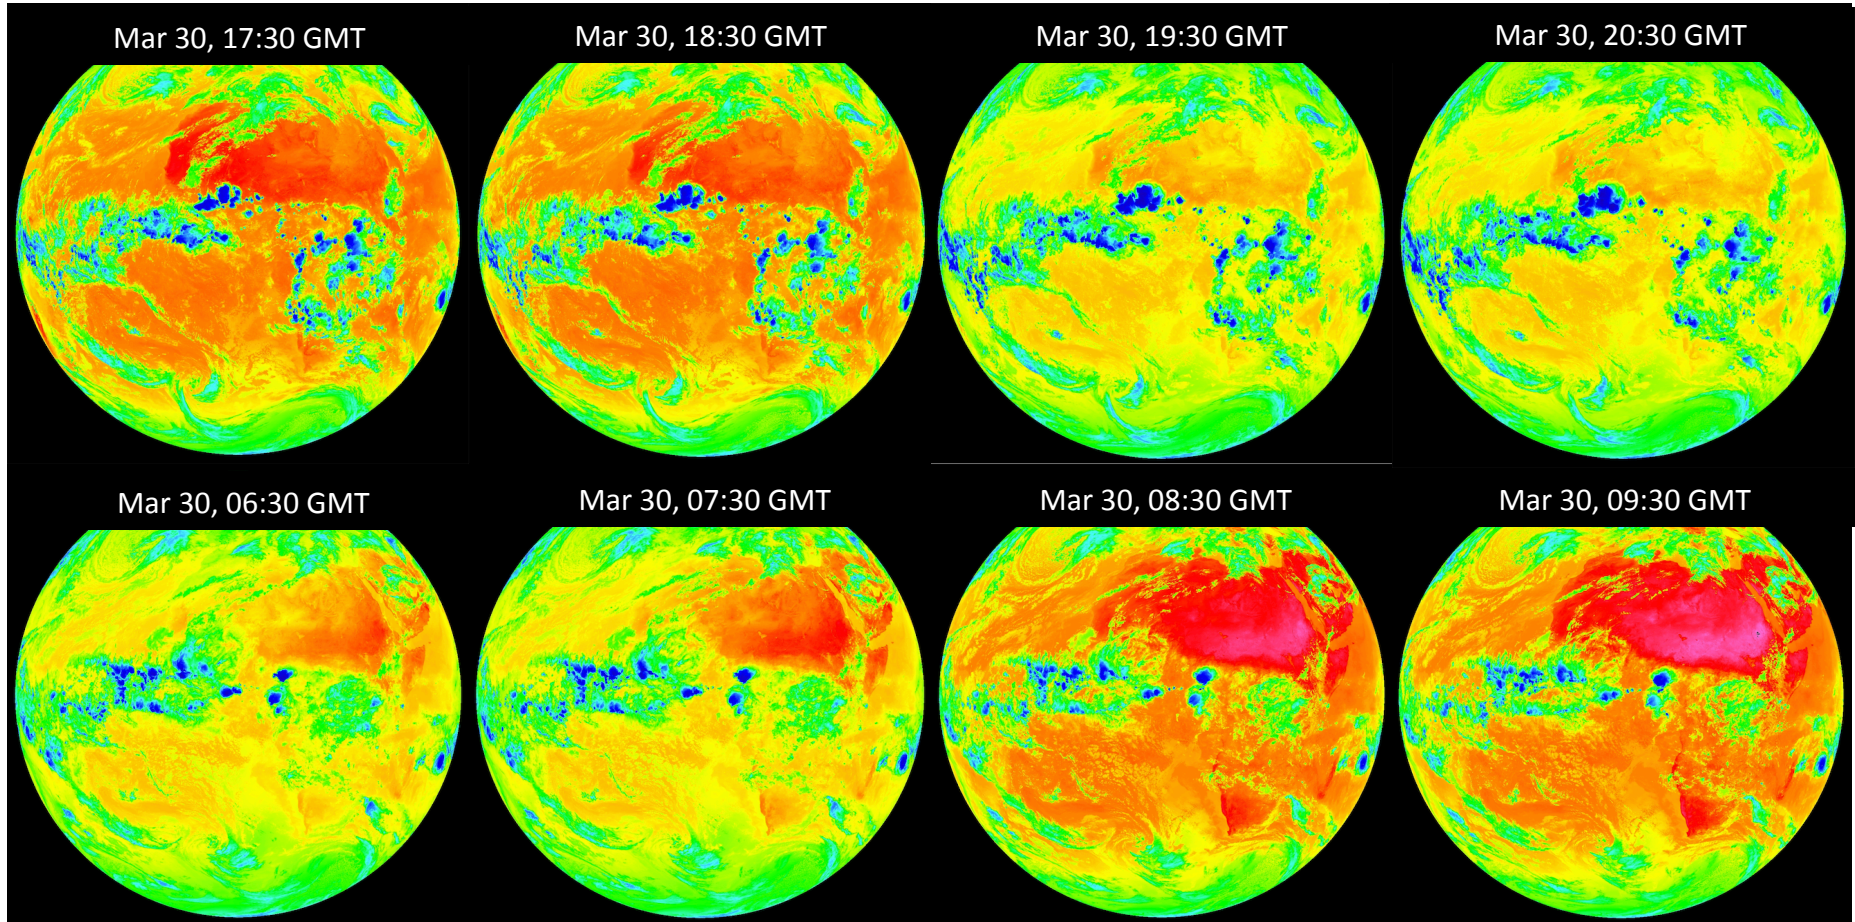 Mar 30, 17:30 GMT
Mar 30, 18:30 GMT
Mar 30, 19:30 GMT
Mar 30, 20:30 GMT
Mar 30, 06:30 GMT
Mar 30, 07:30 GMT
Mar 30, 08:30 GMT
Mar 30, 09:30 GMT